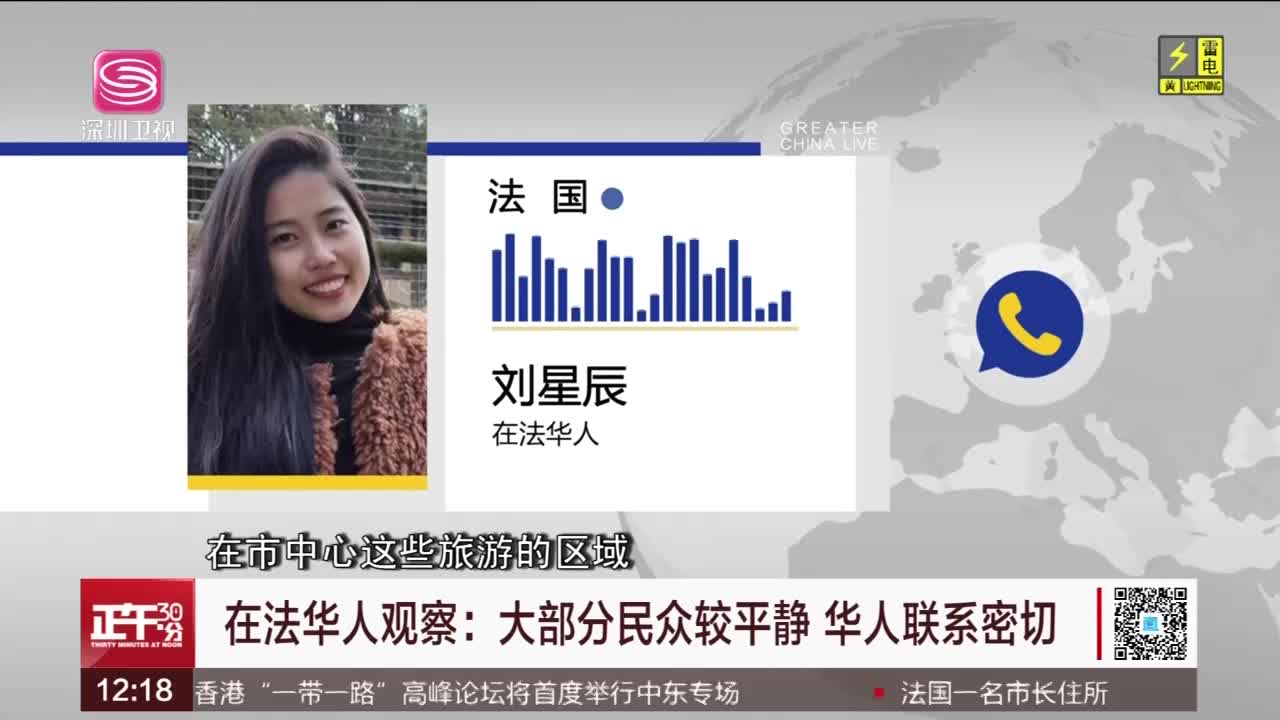 深圳卫视
雷电
黄 LIGHTNING
GREATER
CHINA LIVE
法 国
刘星辰
在法华人
在市中心这些旅游的区域
正午30分
THIRTY MINUTES AT NOON
在法华人观察：大部分民众较平静 华人联系密切
12:18
香港“一带一路”高峰论坛将首度举行中东专场
法国一名市长住所